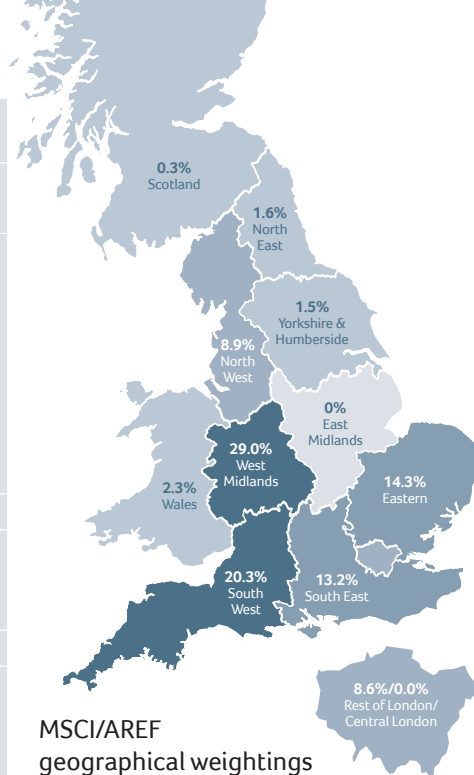 0.3%
Scotland
1.6%
North
East
1.5%
Yorkshire &
Humberside
8.9%
North
West
0%
East
Midlands
29.0%
West
Midlands
2.3%
Wales
14.3%
Eastern
20.3%
South
West
13.2%
South East
8.6%/0.0%
Rest of London/
Central London
MSCI/AREF
geographical weightings